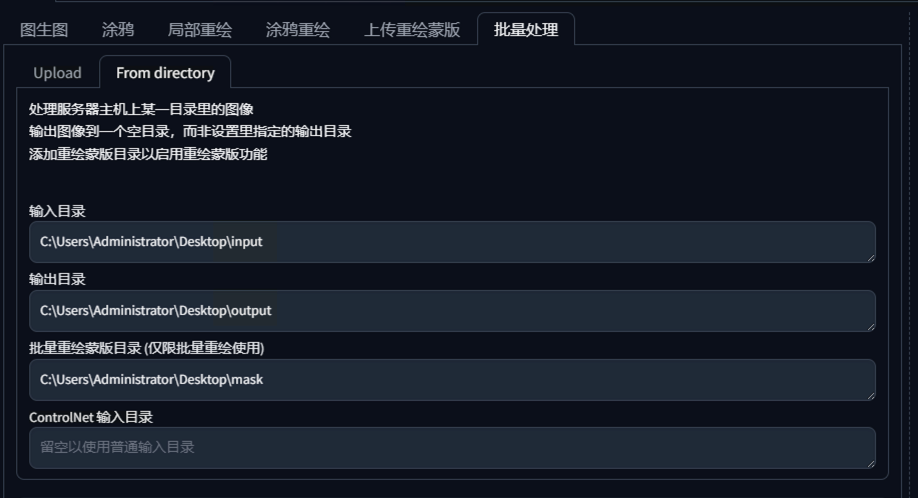 图生图 涂鸦 局部重绘 涂鸦重绘 上传重绘蒙版 批量处理
Upload From directory
处理服务器主机上某一目录里的图像
输出图像到一个空目录，而非设置里指定的输出目录
添加重绘蒙版目录以启用重绘蒙版功能
输入目录
C:\Users\Administrator\Desktop\input
输出目录
C:\Users\Administrator\Desktop\output
批量重绘蒙版目录 (仅限批量重绘使用)
C:\Users\Administrator\Desktop\mask
ControlNet 输入目录
留空以使用普通输入目录